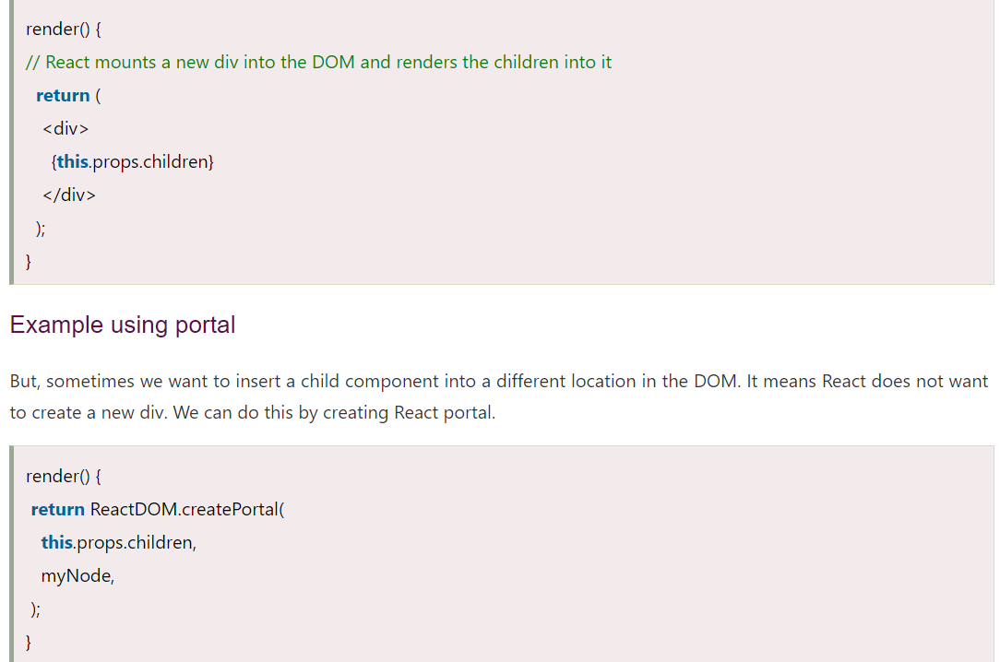 render() {
// React mounts a new div into the DOM and renders the children into it
return (
<div>
{this.props.children}
</div>
);
}
Example using portal
But, sometimes we want to insert a child component into a different location in the DOM. It means React does not want
to create a new div. We can do this by creating React portal.
render() {
return ReactDOM.createPortal(
this.props.children,
myNode,
);
}